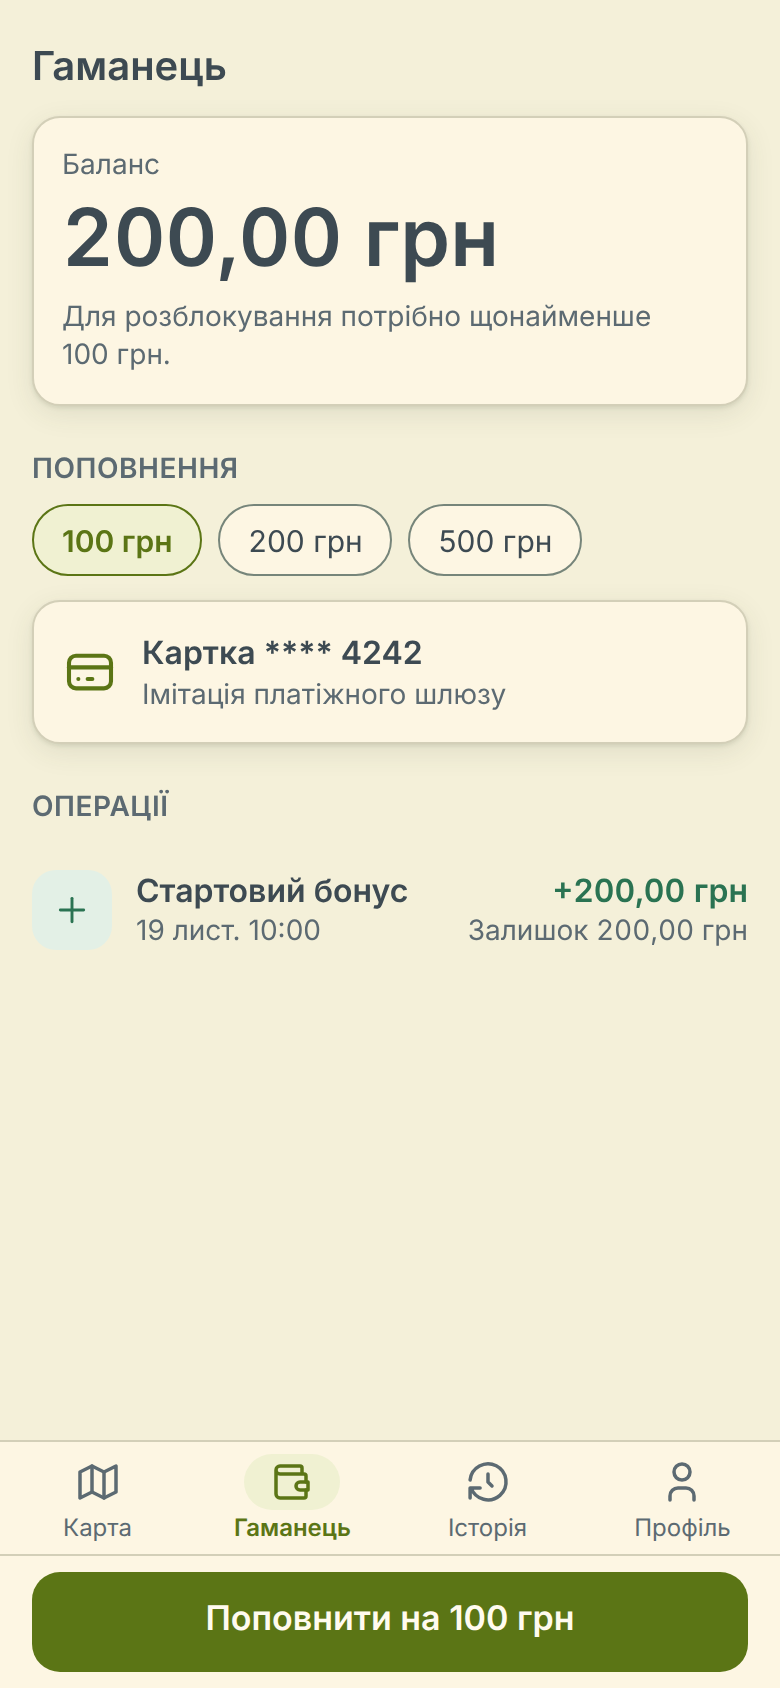 Гаманець
Баланс
200,00 грн
Для розблокування потрібно щонайменше
100 грн.
ПОПОВНЕННЯ
100 грн
200 грн
500 грн
Картка **** 4242
Імітація платіжного шлюзу
ОПЕРАЦІЇ
Стартовий бонус
+200,00 грн
19 лист. 10:00
Залишок 200,00 грн
Карта
Гаманець
Історія
Профіль
Поповнити на 100 грн